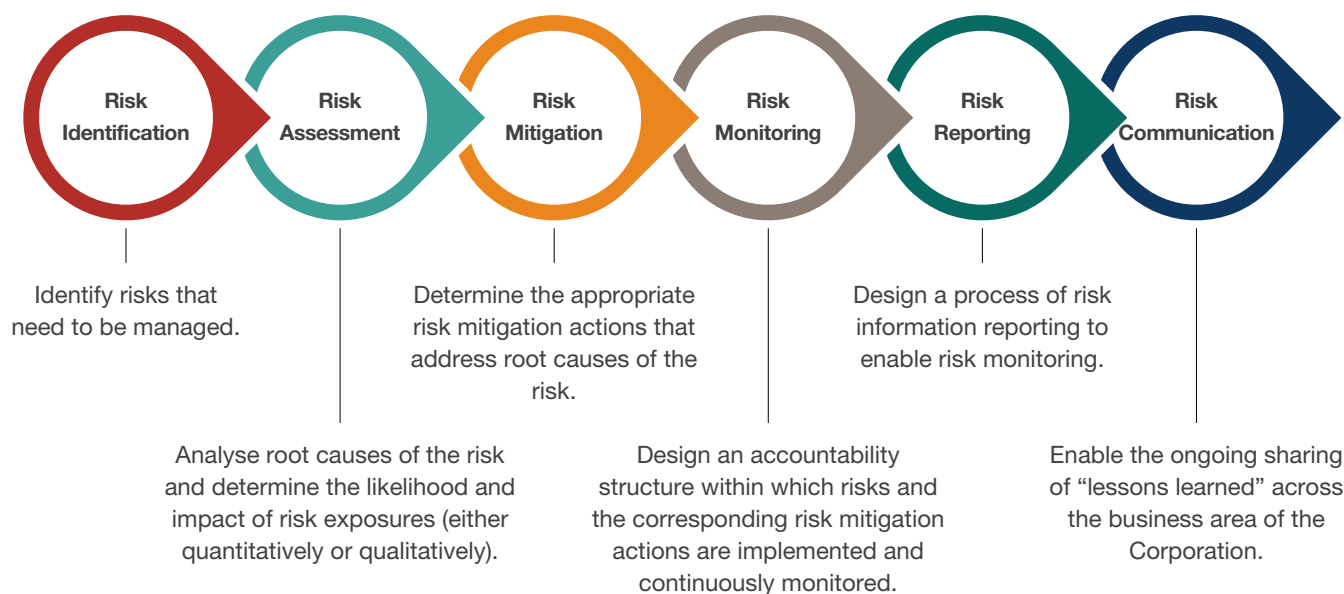 Risk
Identification
Risk
Assessment
Risk
Mitigation
Risk
Monitoring
Risk
Reporting
Risk
Communication
Identify risks that
need to be managed.
Analyse root causes of the risk
and determine the likelihood and
impact of risk exposures (either
quantitatively or qualitatively).
Determine the appropriate
risk mitigation actions that
address root causes of the
risk.
Design an accountability
structure within which risks and
the corresponding risk mitigation
actions are implemented and
continuously monitored.
Design a process of risk
information reporting to
enable risk monitoring.
Enable the ongoing sharing
of “lessons learned” across
the business area of the
Corporation.